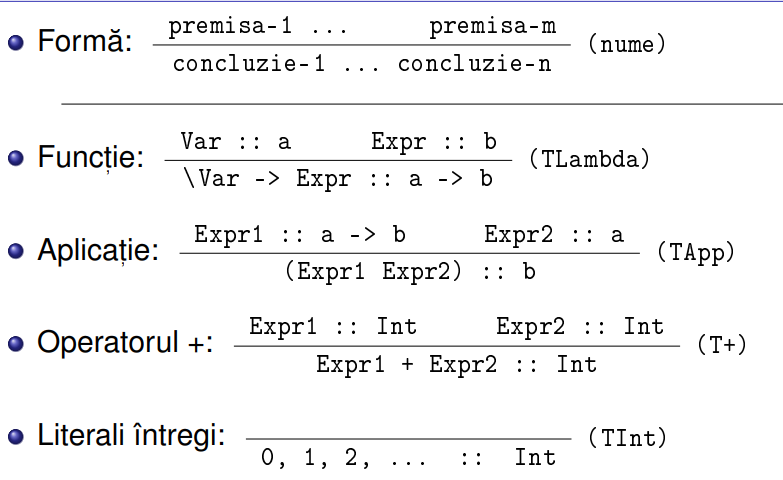 Formă: premisa-1 ... premisa-m (nume)
concluzie-1 ... concluzie-n
Funcție: Var :: a Expr :: b (TLambda)
\Var -> Expr :: a -> b
Aplicație: Expr1 :: a -> b Expr2 :: a (TApp)
(Expr1 Expr2) :: b
Operatorul +: Expr1 :: Int Expr2 :: Int (T+)
Expr1 + Expr2 :: Int
Literali întregi: (TInt)
0, 1, 2, ... :: Int